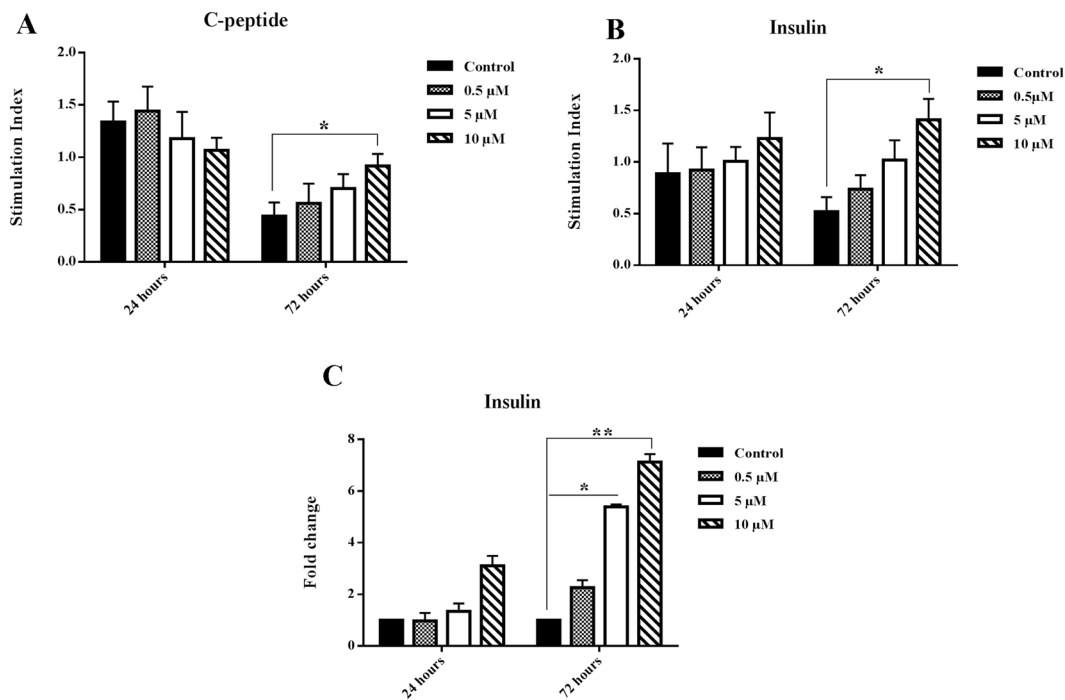 A
C-peptide
2.0
1.5
1.0
0.5
0.0
Stimulation Index
24 hours
72 hours
*
Control
0.5 µM
5 µM
10 µM
B
Insulin
2.0
1.5
1.0
0.5
0.0
Stimulation Index
24 hours
72 hours
*
Control
0.5µM
5 µM
10 µM
C
Insulin
8
6
4
2
0
Fold change
24 hours
72 hours
**
*
Control
0.5 µM
5 µM
10 µM